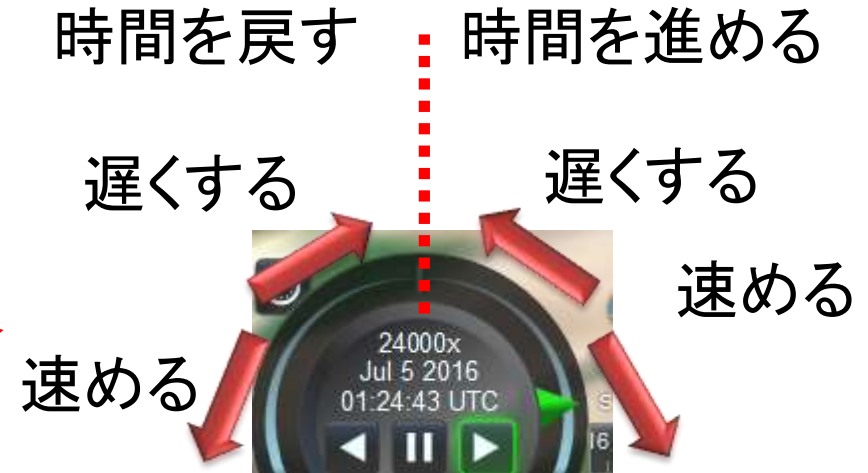 時間を戻す
時間を進める
遅くする
遅くする
速める
速める
24000x
Jul 5 2016
01:24:43 UTC
S
16